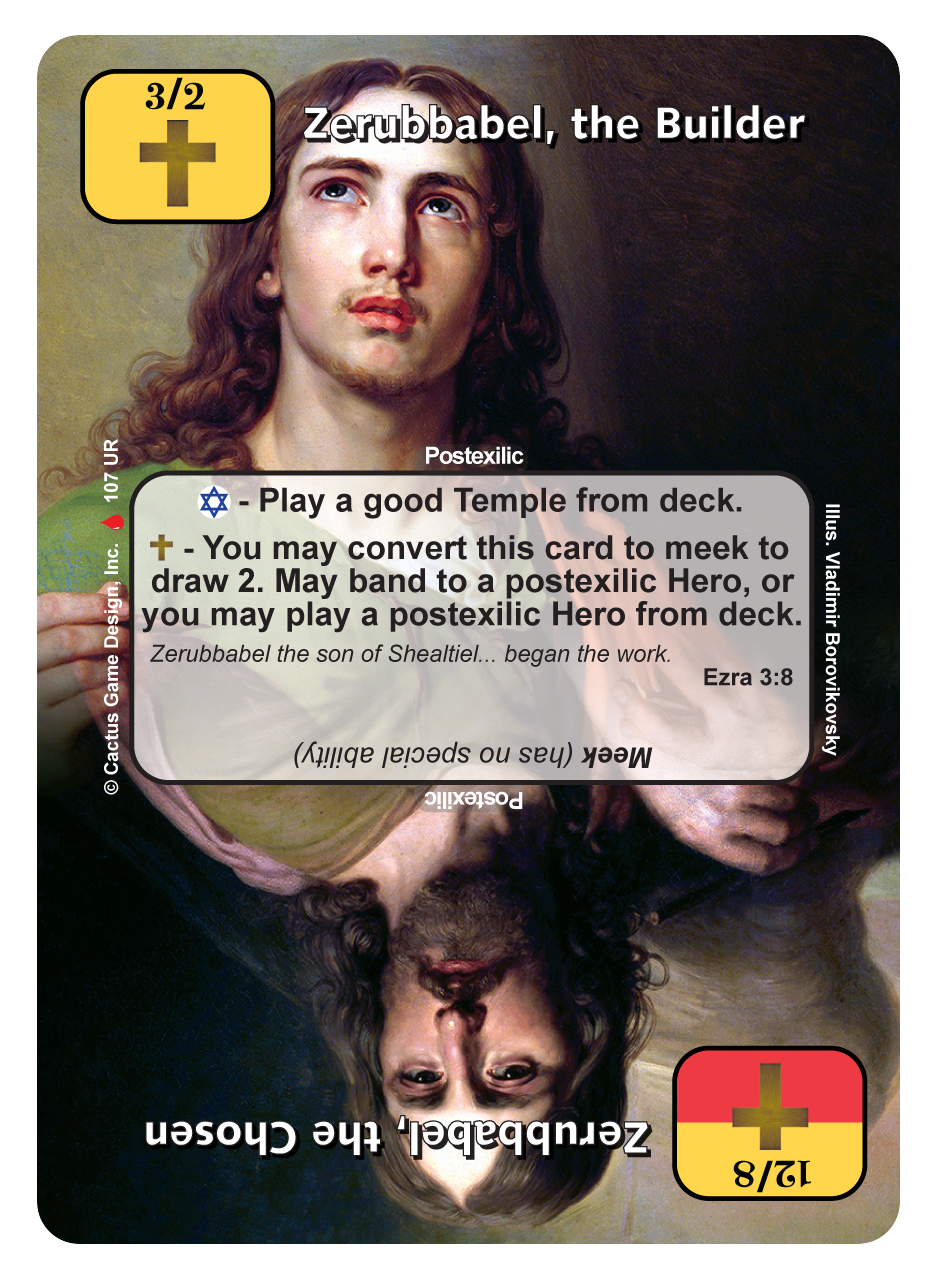 3/2
Zerubbabel, the Builder
Postexilic
- Play a good Temple from deck.
- You may convert this card to meek to
draw 2. May band to a postexilic Hero, or
you may play a postexilic Hero from deck.
Zerubbabel the son of Shealtiel... began the work.
Ezra 3:8
Meek (has no special ability)
Postexilic
Zerubbabel, the Chosen
12/8
© Cactus Game Design, Inc. 107 UR
Illus. Vladimir Borovikovsky